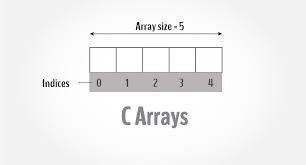 Array size - 5
Indices 0 1 2 3 4
C Arrays